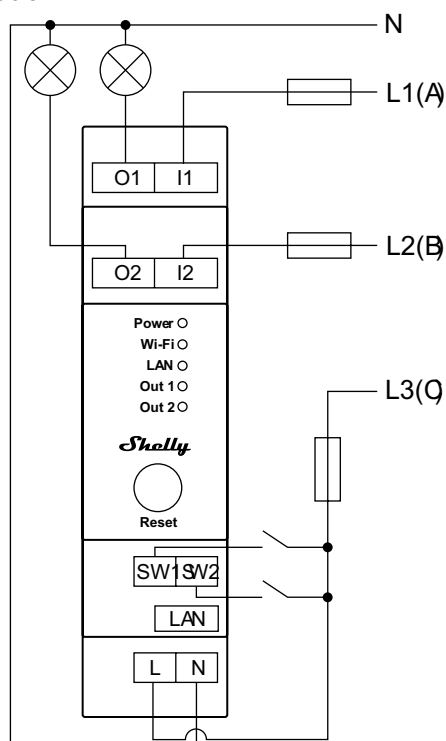 N
L1(A)
O1 I1
L2(B)
O2 I2
Power
Wi-Fi
LAN
Out 1
Out 2
L3(C)
Shelly
Reset
SW1 SW2
LAN
L N